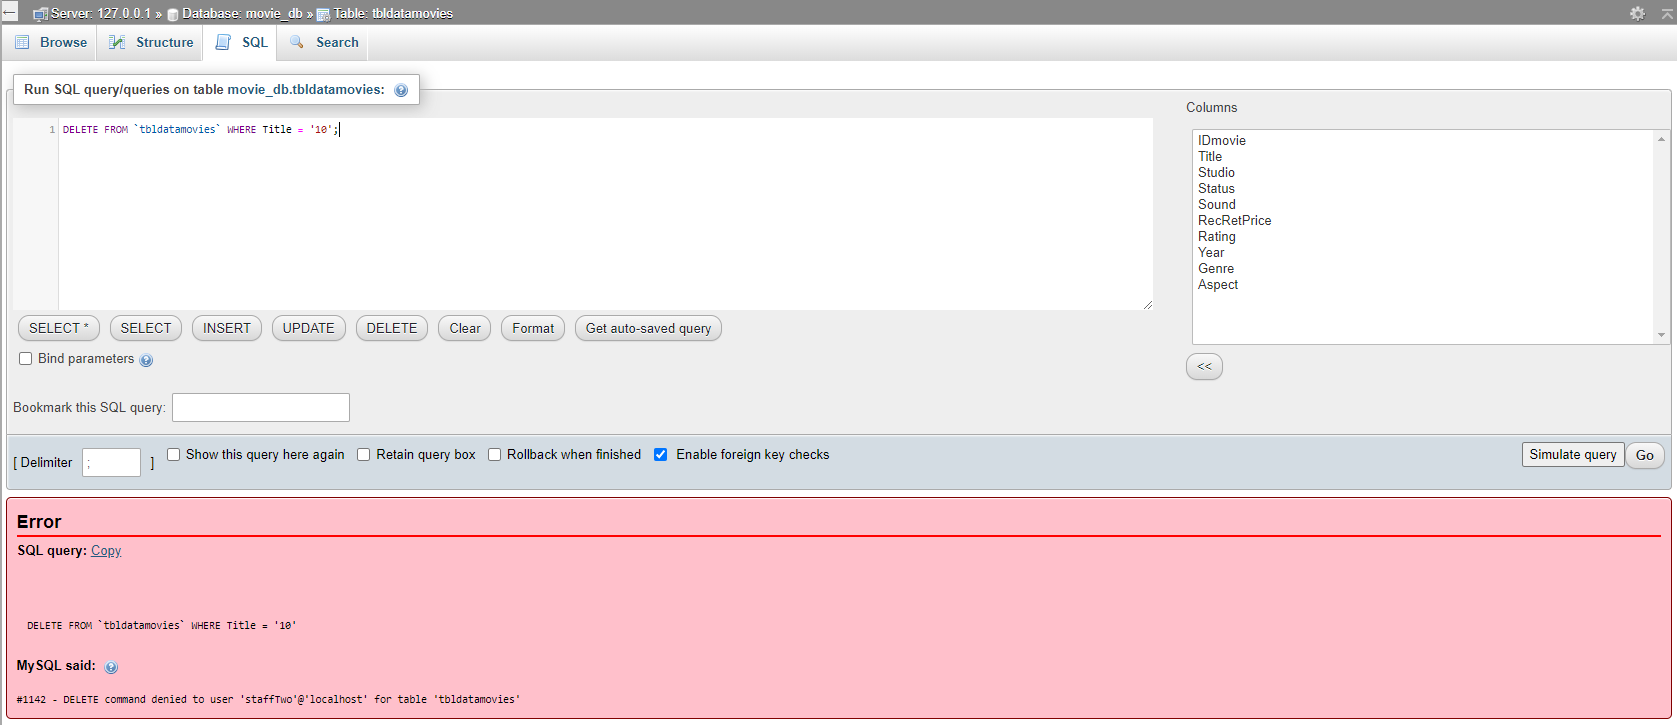 Server: 127.0.0.1 » Database: movie_db » Table: tbldatamovies
Browse Structure SQL Search
Run SQL query/queries on table movie_db.tbldatamovies:
Columns
1 DELETE FROM `tbldatamovies` WHERE Title = '10';
IDmovie
Title
Studio
Status
Sound
RecRetPrice
Rating
Year
Genre
Aspect
SELECT * SELECT INSERT UPDATE DELETE Clear Format Get auto-saved query
Bind parameters
<<
Bookmark this SQL query:
[ Delimiter ; ] Show this query here again Retain query box Rollback when finished Enable foreign key checks Simulate query Go
Error
SQL query: Copy
DELETE FROM `tbldatamovies` WHERE Title = '10'
MySQL said:
#1142 - DELETE command denied to user 'staffTwo'@'localhost' for table 'tbldatamovies'